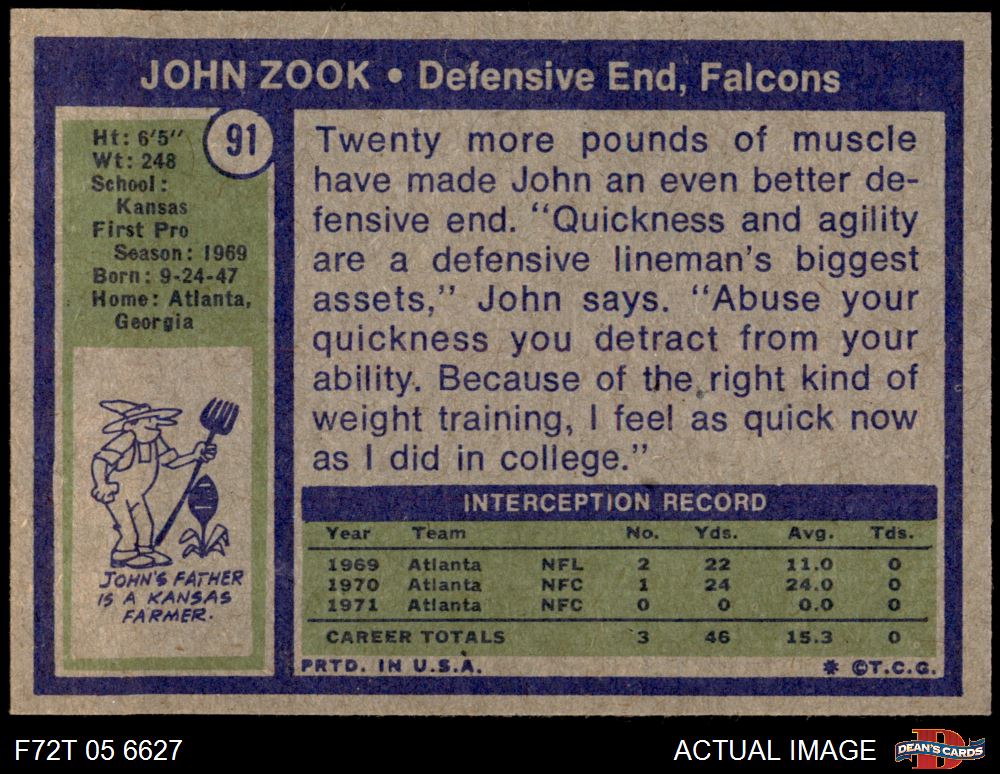 JOHN ZOOK • Defensive End, Falcons
91
Ht: 6'5"
Wt: 248
School:
Kansas
First Pro
Season: 1969
Born: 9-24-47
Home: Atlanta,
Georgia
JOHN'S FATHER
IS A KANSAS
FARMER.
Twenty more pounds of muscle
have made John an even better de-
fensive end. "Quickness and agility
are a defensive lineman's biggest
assets," John says. "Abuse your
quickness you detract from your
ability. Because of the right kind of
weight training, I feel as quick now
as I did in college."
INTERCEPTION RECORD
Year Team No. Yds. Avg. Tds.
1969 Atlanta NFL 2 22 11.0 0
1970 Atlanta NFC 1 24 24.0 0
1971 Atlanta NFC 0 0 0.0 0
CAREER TOTALS 3 46 15.3 0
PRTD. IN U.S.A. * ©T.C.G.
F72T 05 6627
ACTUAL IMAGE
DEAN'S CARDS